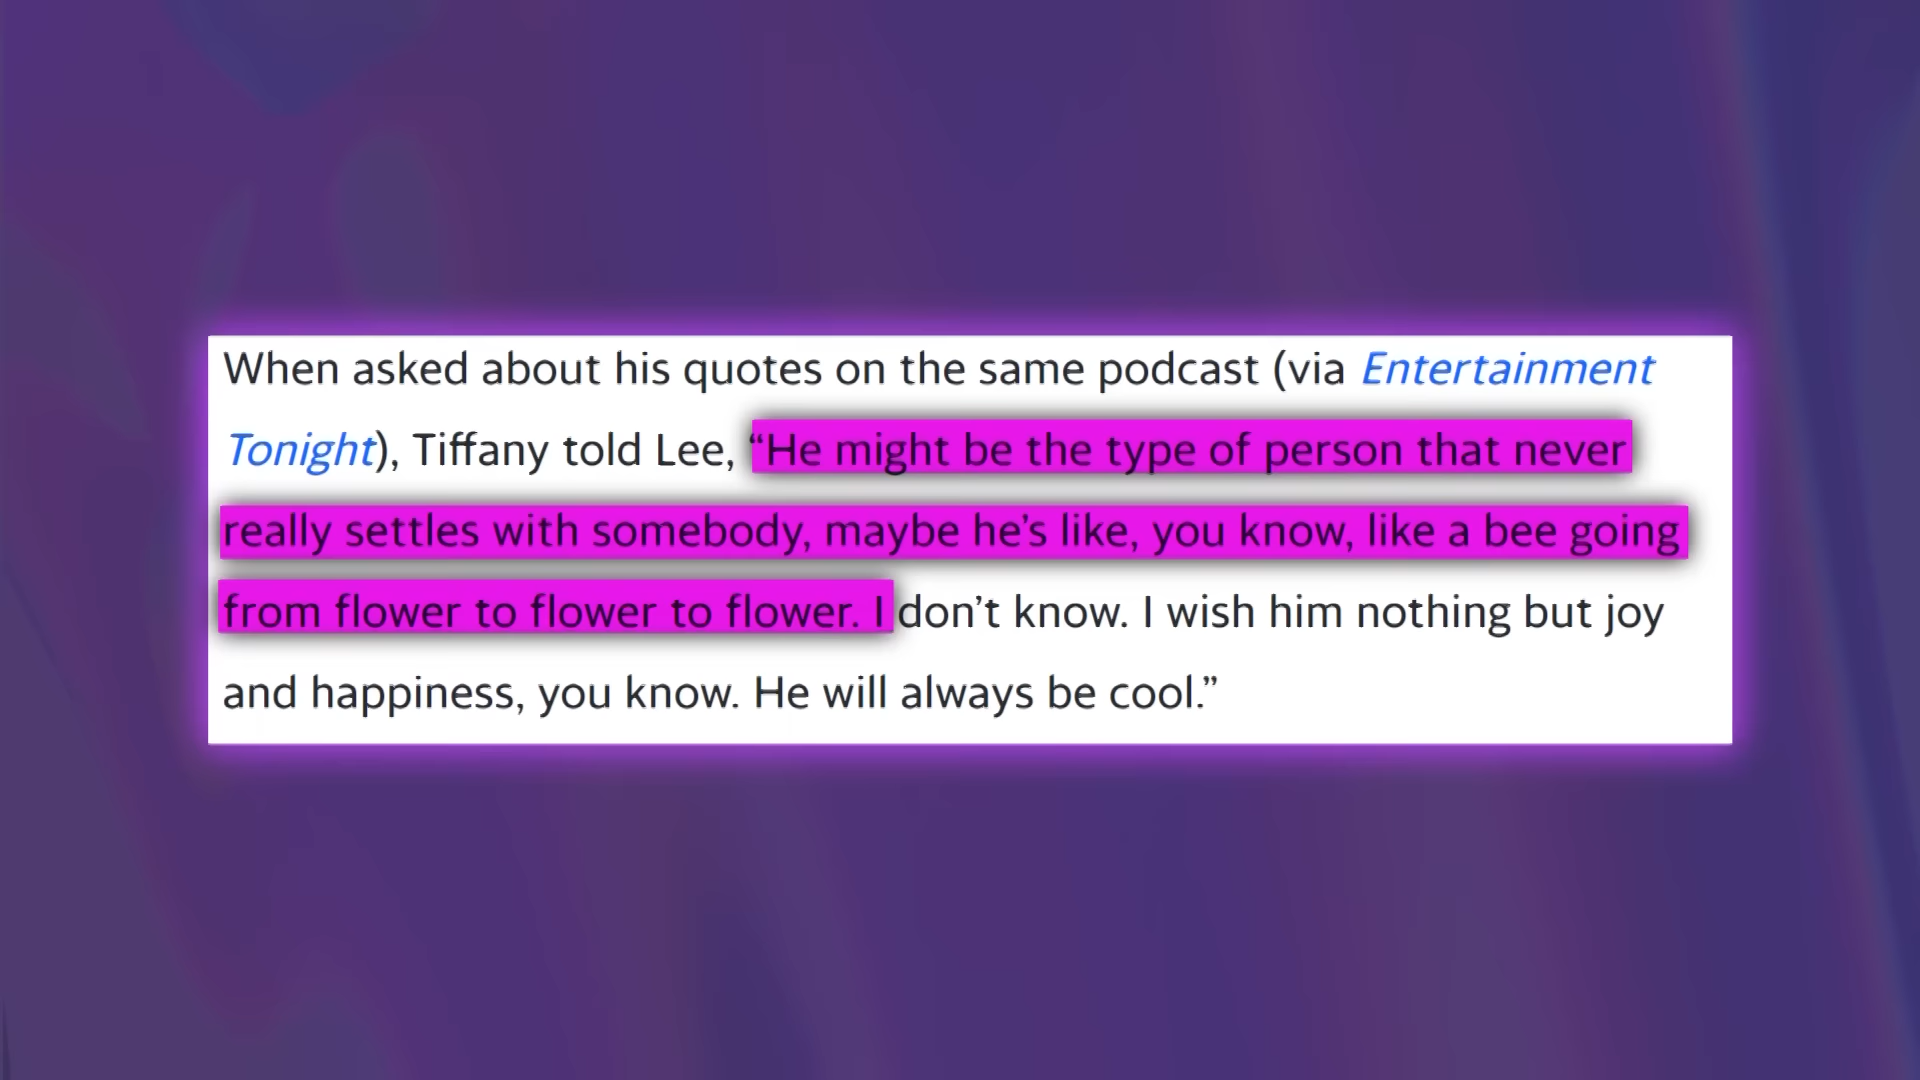 When asked about his quotes on the same podcast (via Entertainment
Tonight), Tiffany told Lee, “He might be the type of person that never
really settles with somebody, maybe he’s like, you know, like a bee going
from flower to flower to flower. I don’t know. I wish him nothing but joy
and happiness, you know. He will always be cool.”